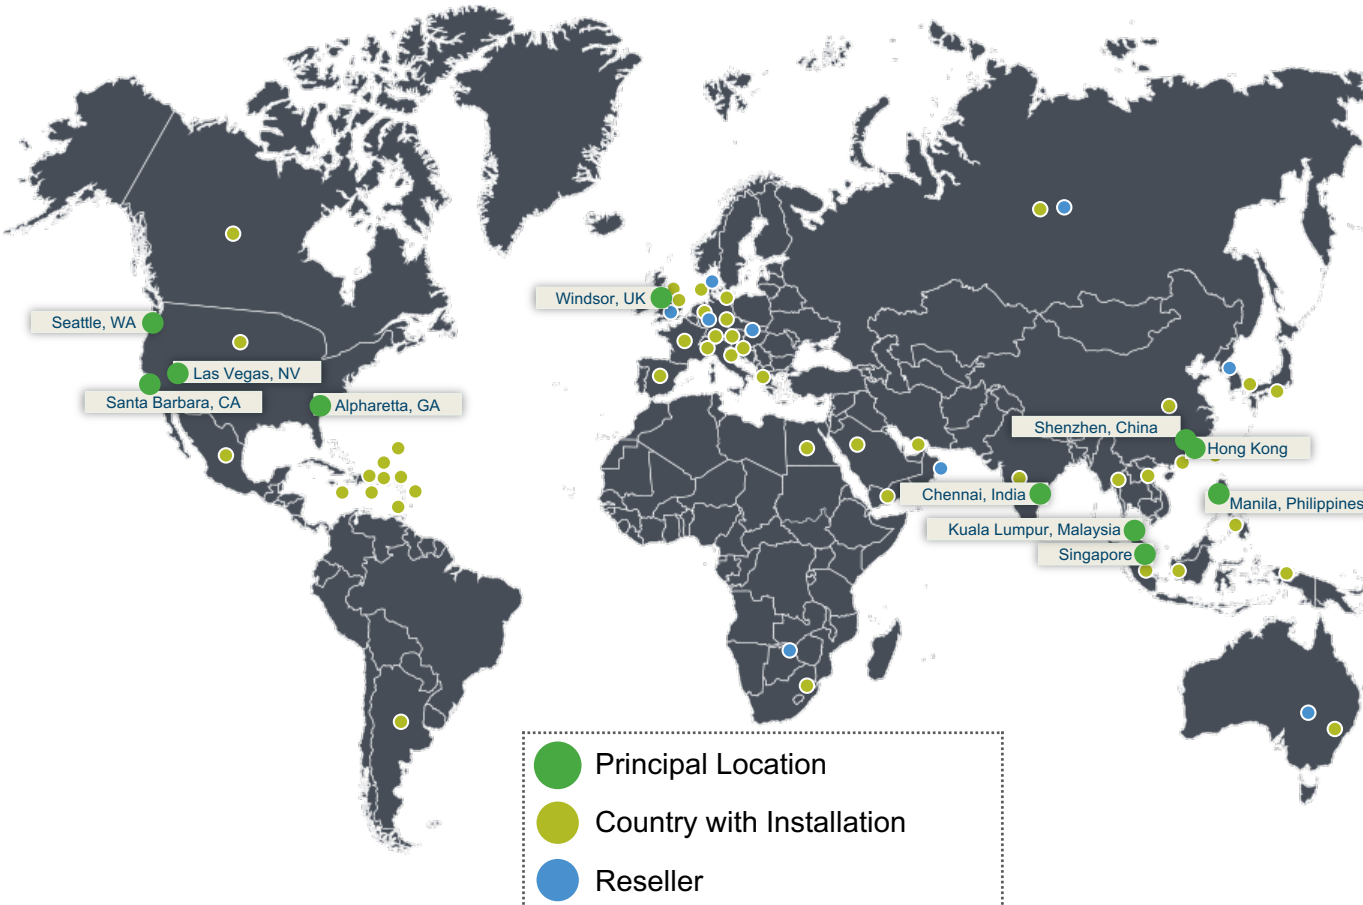 Windsor, UK
Seattle, WA
Las Vegas, NV
Santa Barbara, CA
Alpharetta, GA
Shenzhen, China
Hong Kong
Chennai, India
Manila, Philippines
Kuala Lumpur, Malaysia
Singapore
Principal Location
Country with Installation
Reseller